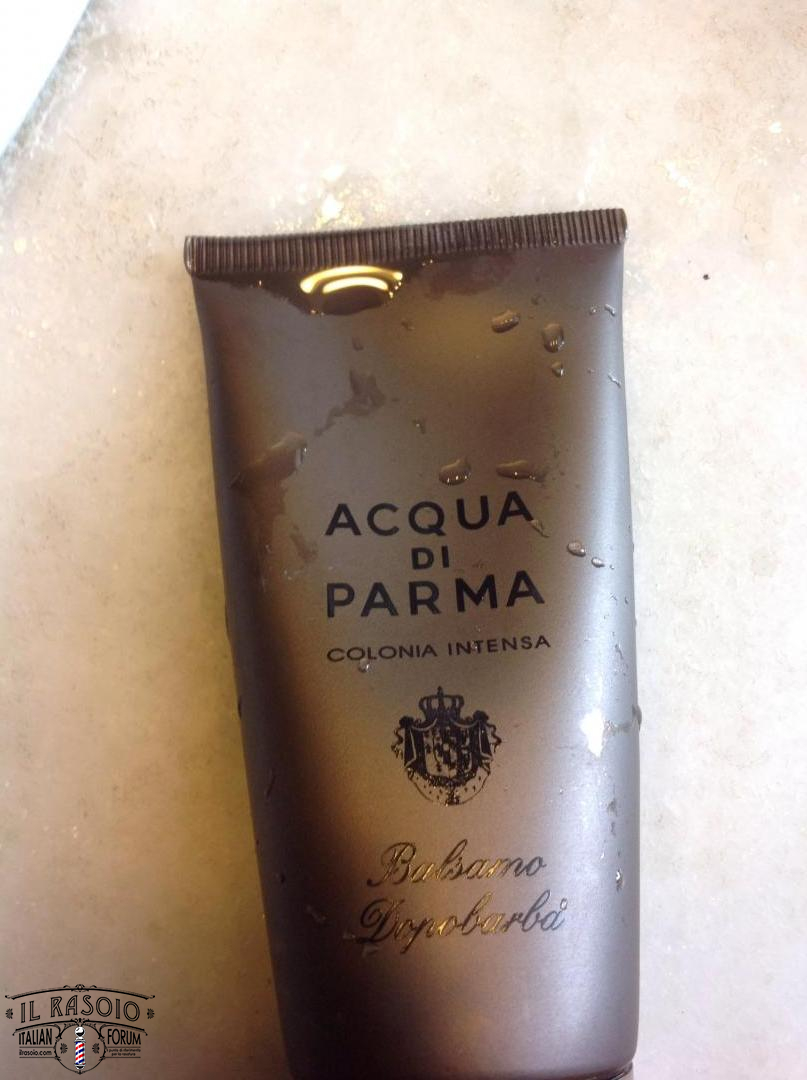 ACQUA
DI
PARMA
COLONIA INTENSA
Balsamo
Dopobarba
IL RASOIO
ITALIAN FORUM
ilrasoio.com